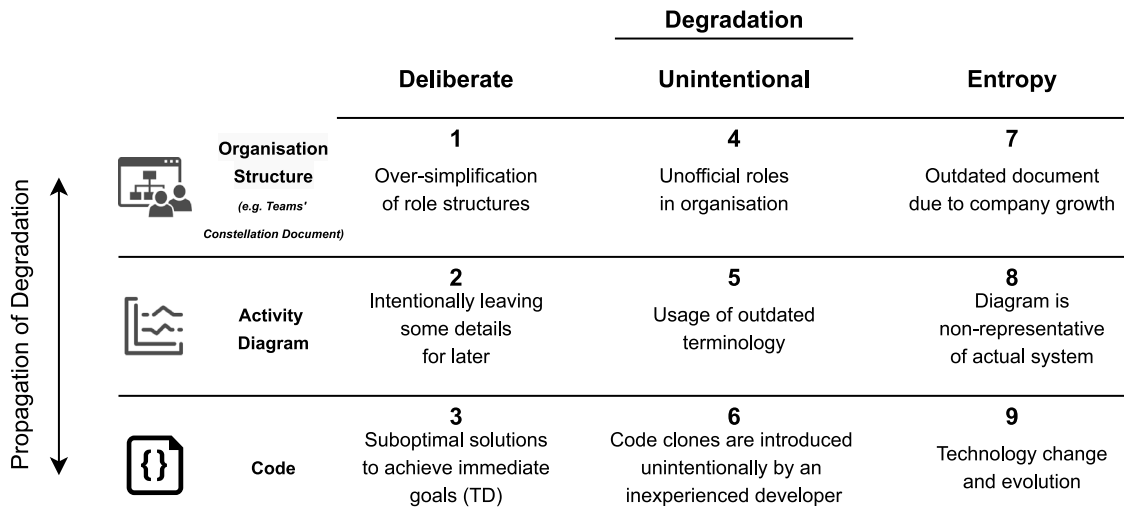 Degradation
Deliberate
Unintentional
Entropy
Propagation of Degradation
Organisation
Structure
(e.g. Teams'
Constellation Document)
1
Over-simplification
of role structures
4
Unofficial roles
in organisation
7
Outdated document
due to company growth
Activity
Diagram
2
Intentionally leaving
some details
for later
5
Usage of outdated
terminology
8
Diagram is
non-representative
of actual system
{}
Code
3
Suboptimal solutions
to achieve immediate
goals (TD)
6
Code clones are introduced
unintentionally by an
inexperienced developer
9
Technology change
and evolution